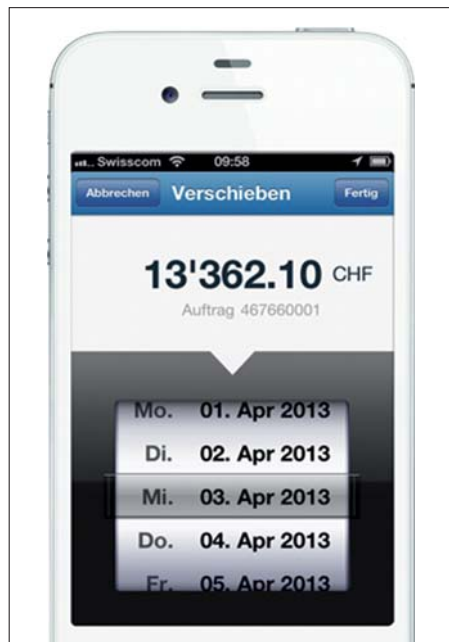 Swisscom 09:58
Abbrechen Verschieben Fertig
13'362.10 CHF
Auftrag 467660001
Mo. 01. Apr 2013
Di. 02. Apr 2013
Mi. 03. Apr 2013
Do. 04. Apr 2013
Fr. 05. Apr 2013